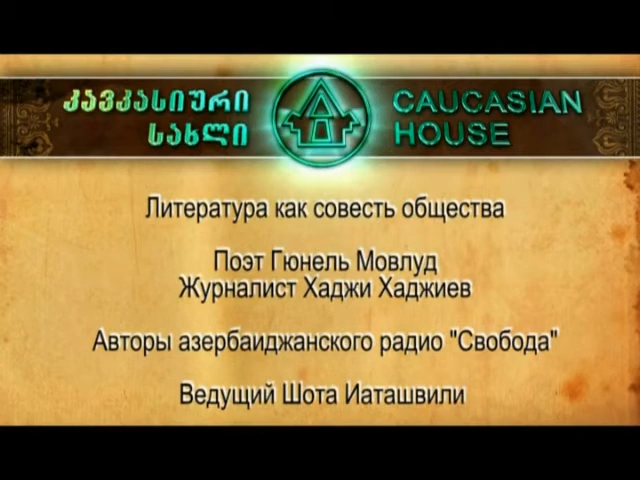 კავკასიური
სახლი
CAUCASIAN
HOUSE
Литература как совесть общества
Поэт Гюнель Мовлуд
Журналист Хаджи Хаджиев
Авторы азербаиджанского радио "Свобода"
Ведущий Шота Иаташвили